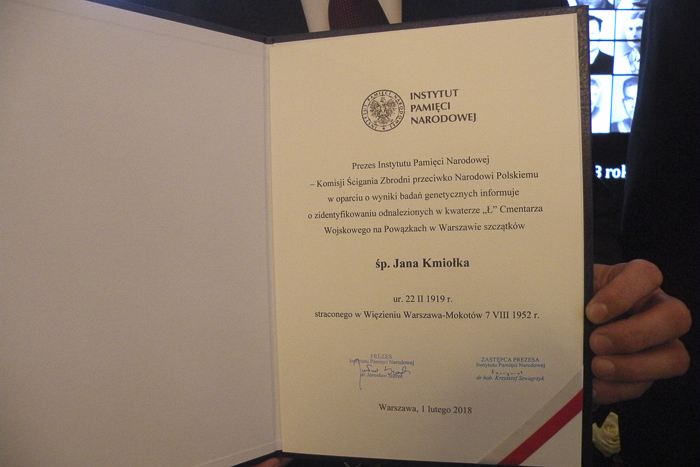 INSTYTUT
PAMIĘCI
NARODOWEJ
Prezes Instytutu Pamięci Narodowej
– Komisji Ścigania Zbrodni przeciwko Narodowi Polskiemu
w oparciu o wyniki badań genetycznych informuje
o zidentyfikowaniu odnalezionych w kwaterze „Ł” Cmentarza
Wojskowego na Powązkach w Warszawie szczątków
śp. Jana Kmiołka
ur. 22 II 1919 r.
straconego w Więzieniu Warszawa-Mokotów 7 VIII 1952 r.
PREZES
Instytutu Pamięci Narodowej
dr Jarosław Szarek
ZASTĘPCA PREZESA
Instytutu Pamięci Narodowej
dr hab. Krzysztof Szwagrzyk
Warszawa, 1 lutego 2018